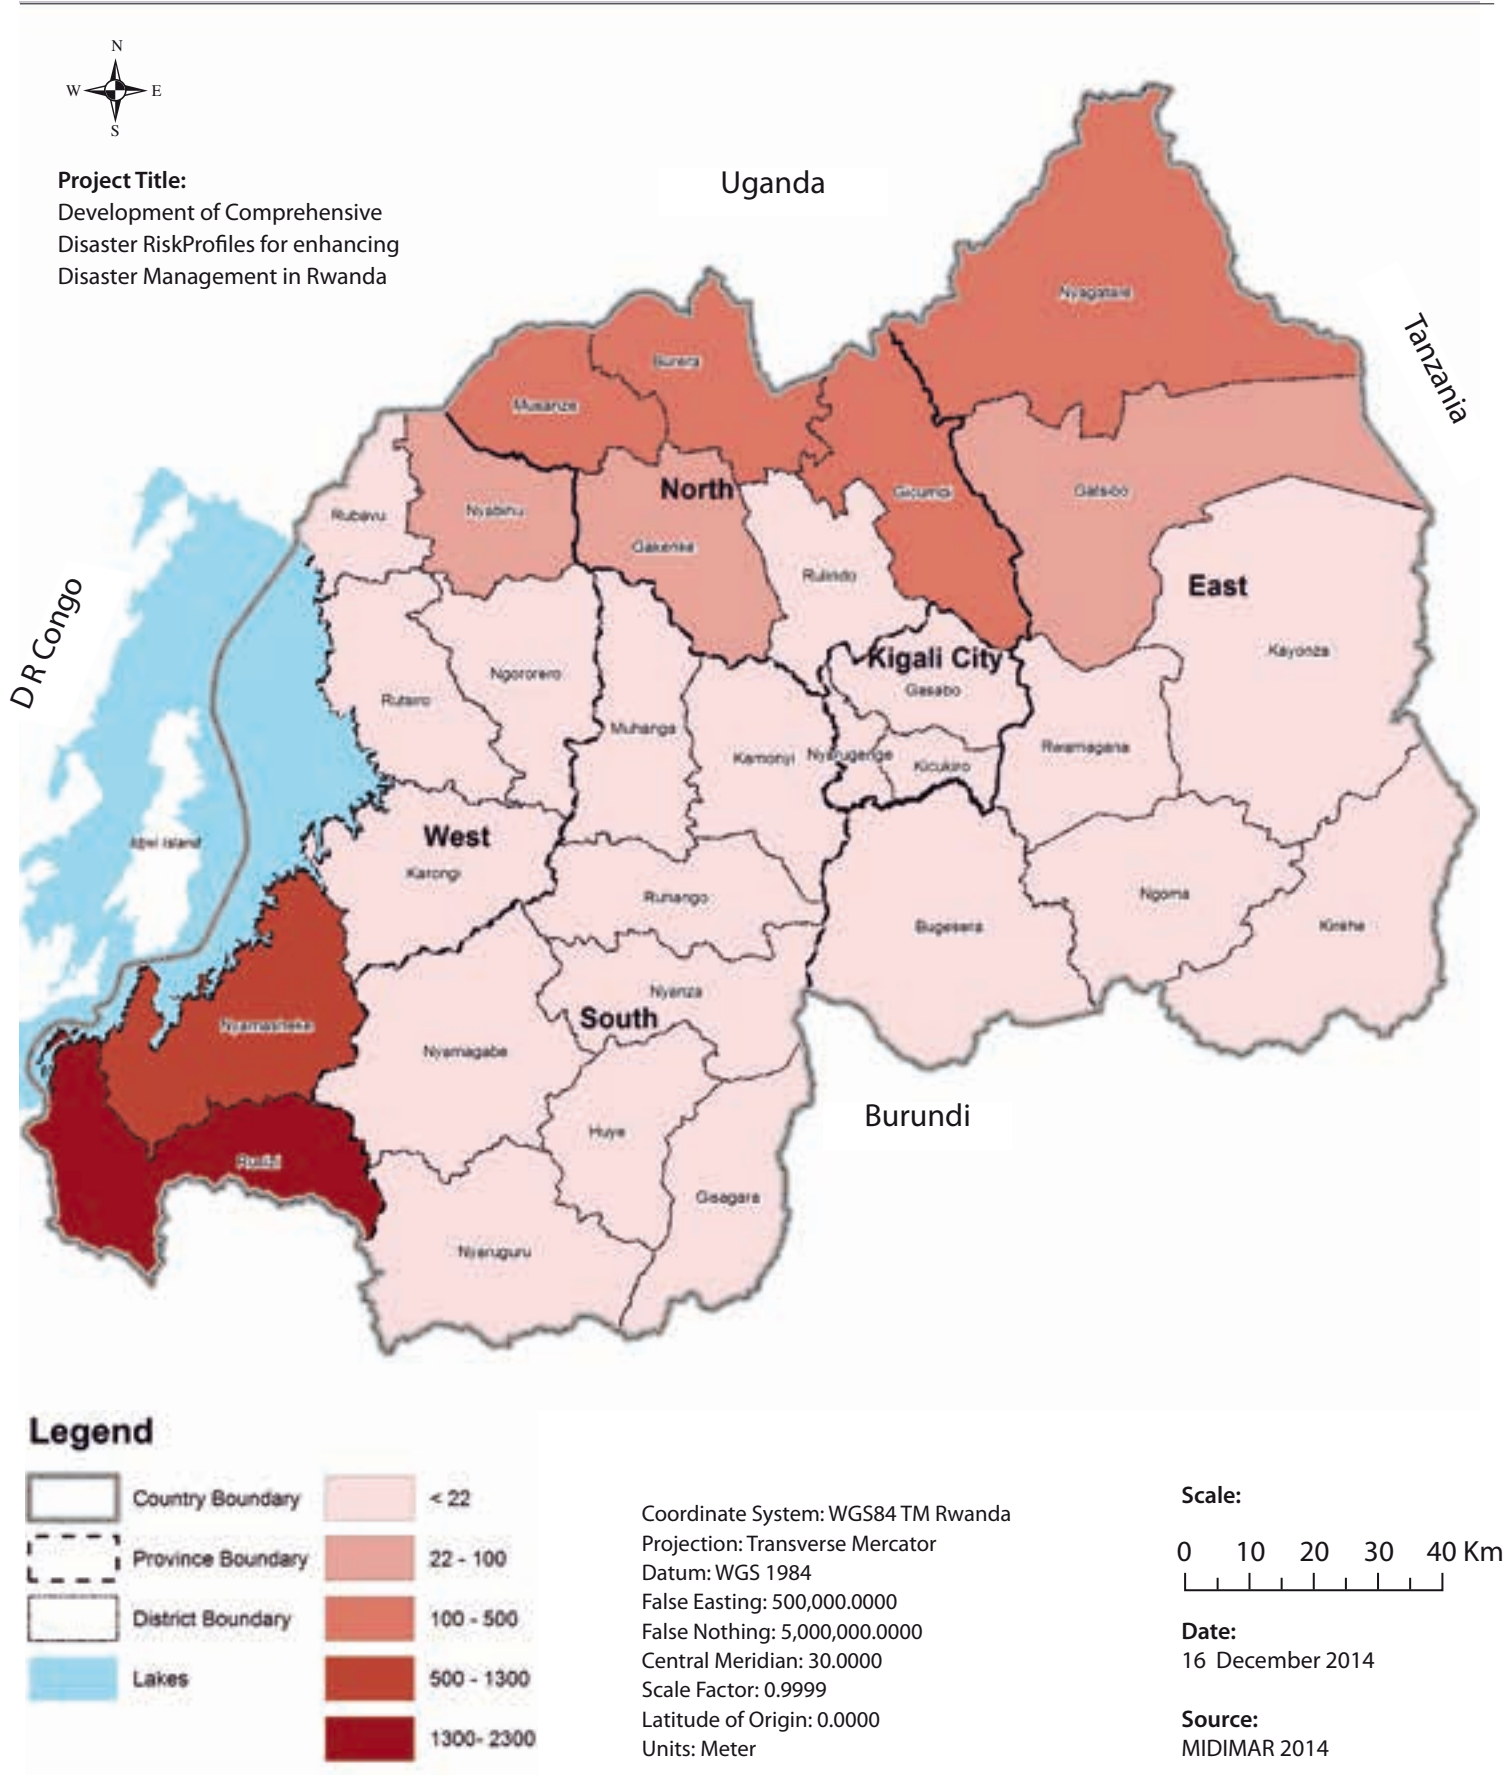 N
W
E
S
Project Title:
Development of Comprehensive
Disaster RiskProfiles for enhancing
Disaster Management in Rwanda
Uganda
Tanzania
D R Congo
Burundi
Nyagatare
Burera
Musanze
North
Gicumbi
Gatsibo
Rubavu
Nyabihu
Gakenke
Rulindo
East
Kayonza
Kigali City
Gasabo
Ngororero
Rutsiro
Muhanga
Kamonyi
Nyarugenge
Kicukiro
Rwamagana
West
Karongi
Ruhango
Ngoma
Bugesera
Kirehe
Nyanza
South
Nyamasheke
Nyamagabe
Huye
Rusizi
Gisagara
Nyaruguru
Legend
Country Boundary
Province Boundary
District Boundary
Lakes
< 22
22 - 100
100 - 500
500 - 1300
1300- 2300
Coordinate System: WGS84 TM Rwanda
Projection: Transverse Mercator
Datum: WGS 1984
False Easting: 500,000.0000
False Nothing: 5,000,000.0000
Central Meridian: 30.0000
Scale Factor: 0.9999
Latitude of Origin: 0.0000
Units: Meter
Scale:
0 10 20 30 40 Km
Date:
16 December 2014
Source:
MIDIMAR 2014